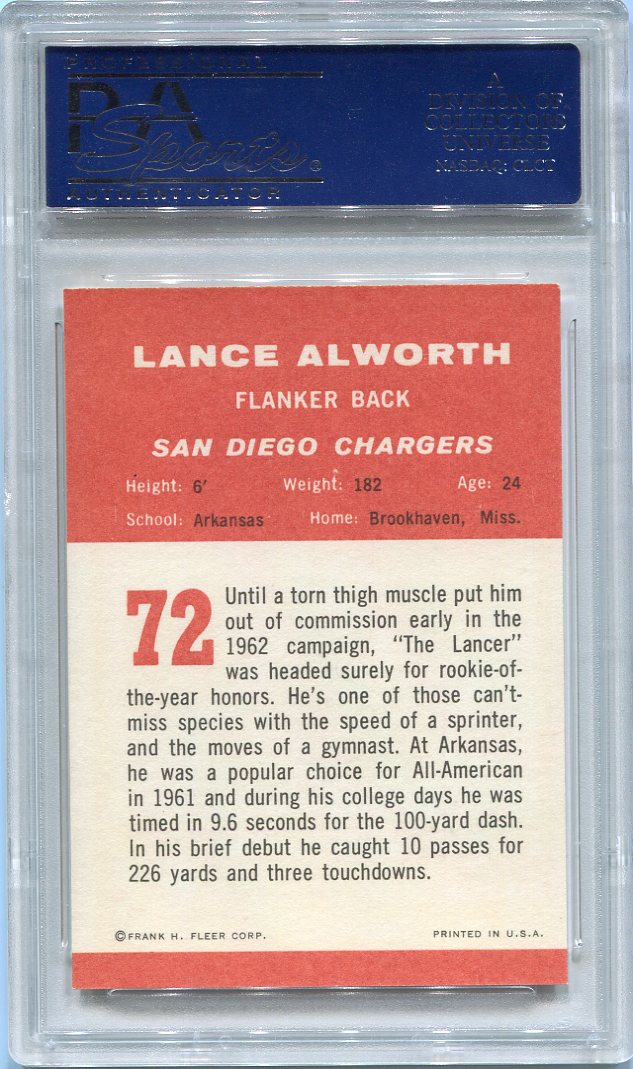 PROFESSIONAL
PSA
Sports®
AUTHENTICATOR
A
DIVISION OF
COLLECTORS
UNIVERSE
NASDAQ: CLCT
LANCE ALWORTH
FLANKER BACK
SAN DIEGO CHARGERS
Height: 6' Weight: 182 Age: 24
School: Arkansas Home: Brookhaven, Miss.
72
Until a torn thigh muscle put him
out of commission early in the
1962 campaign, "The Lancer"
was headed surely for rookie-of-
the-year honors. He's one of those can't-
miss species with the speed of a sprinter,
and the moves of a gymnast. At Arkansas,
he was a popular choice for All-American
in 1961 and during his college days he was
timed in 9.6 seconds for the 100-yard dash.
In his brief debut he caught 10 passes for
226 yards and three touchdowns.
©FRANK H. FLEER CORP. PRINTED IN U.S.A.